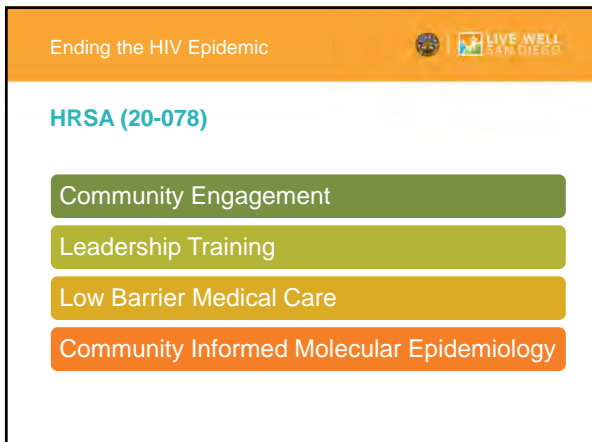 Ending the HIV Epidemic
LIVE WELL
SAN DIEGO
HRSA (20-078)
Community Engagement
Leadership Training
Low Barrier Medical Care
Community Informed Molecular Epidemiology